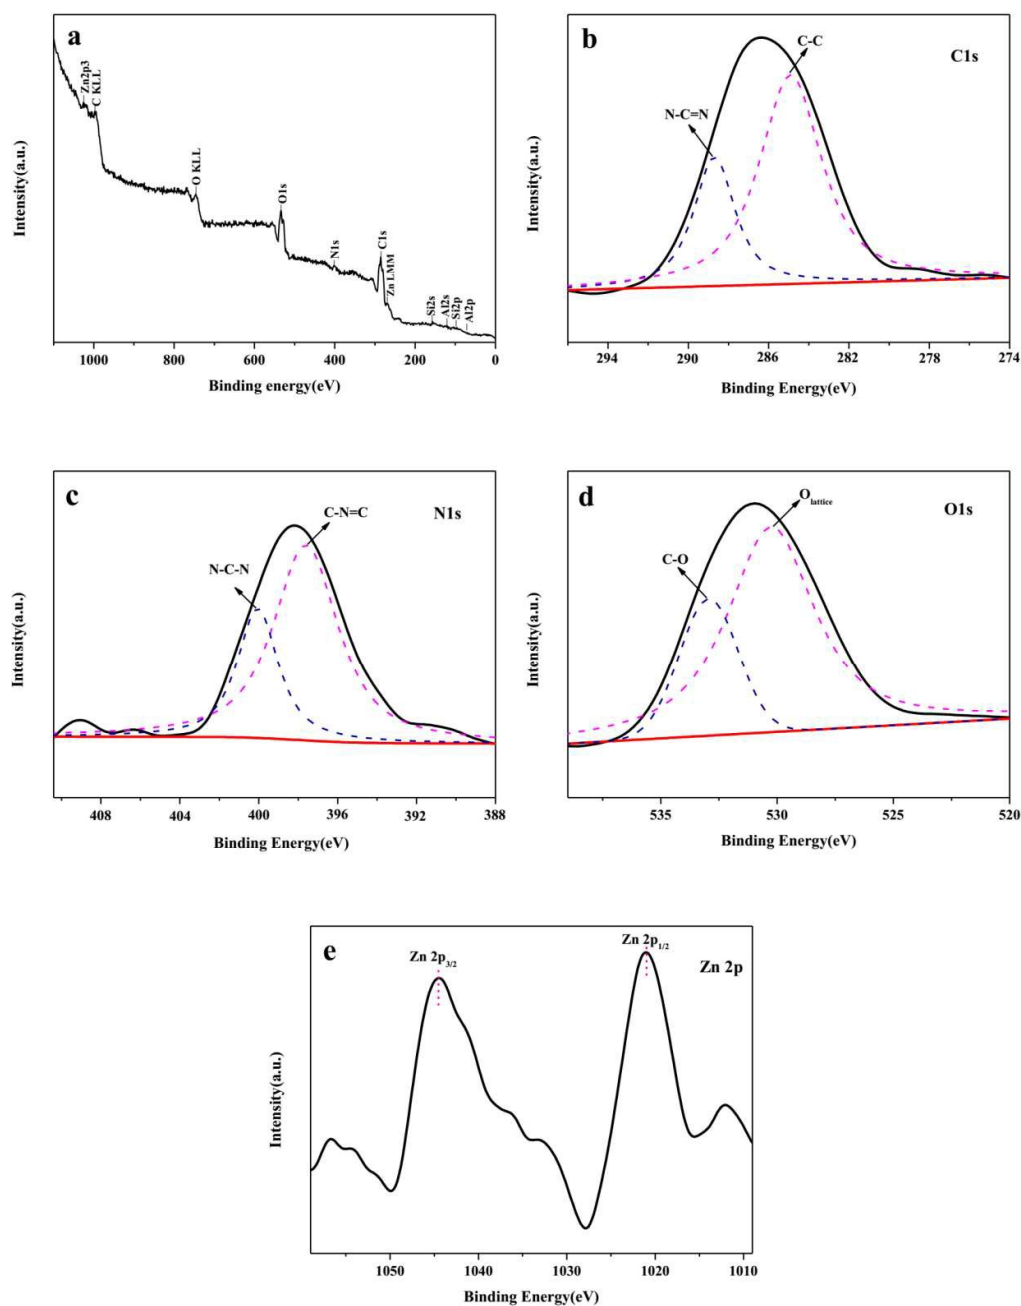 a
Zn2p3
C KLL
O KLL
O1s
N1s
C1s
Zn LMM
Si2s
Al2s
Si2p
Al2p
Intensity(a.u.)
1000 800 600 400 200 0
Binding energy(eV)
b
C-C
C1s
N-C=N
Intensity(a.u.)
294 290 286 282 278 274
Binding Energy(eV)
c
C-N=C
N1s
N-C-N
Intensity(a.u.)
408 404 400 396 392 388
Binding Energy(eV)
d
O lattice
O1s
C-O
Intensity(a.u.)
535 530 525 520
Binding Energy(eV)
e
Zn 2p3/2
Zn 2p1/2
Zn 2p
Intensity(a.u.)
1050 1040 1030 1020 1010
Binding Energy(eV)